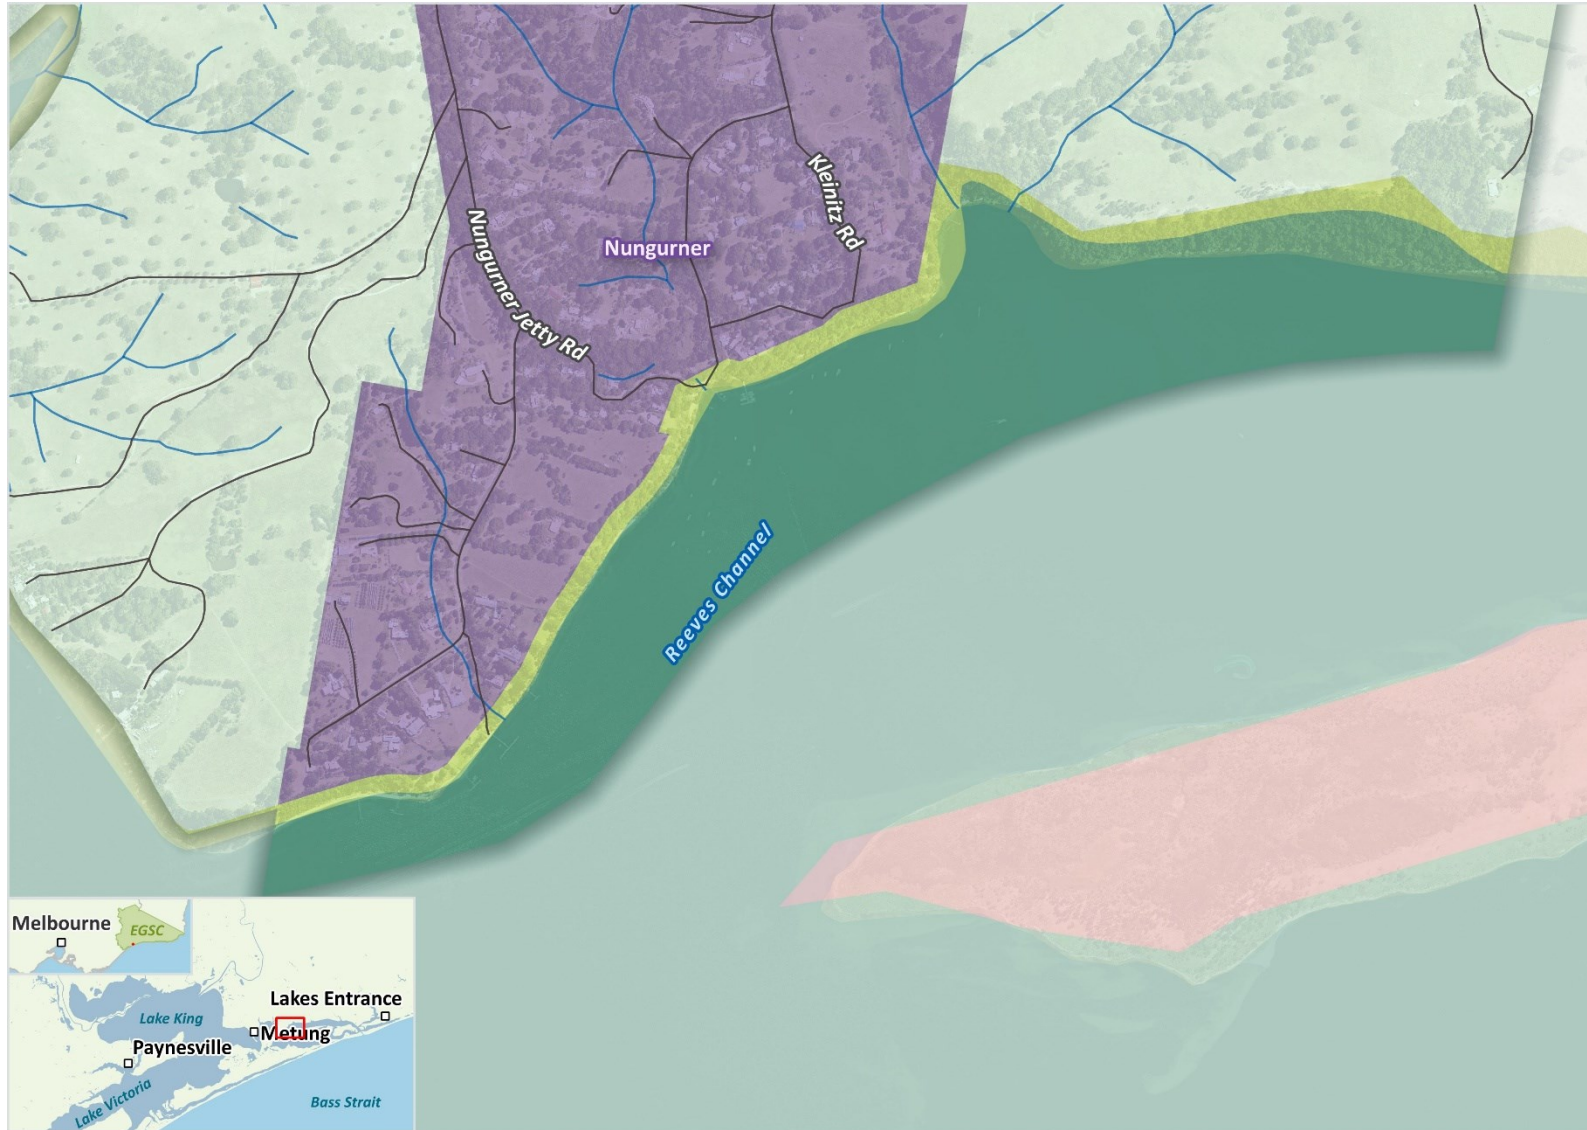 Kleinitz Rd
Nungurner
Nungurner Jetty Rd
Reeves Channel
Melbourne
EGSC
Lakes Entrance
Lake King
Metung
Paynesville
Lake Victoria
Bass Strait